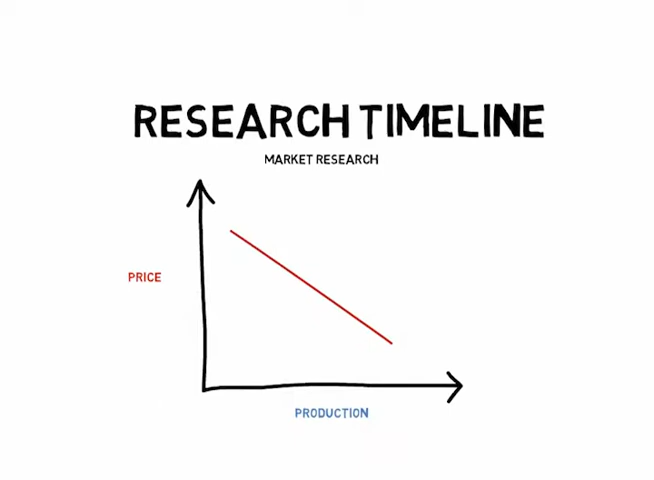 RESEARCH TIMELINE
MARKET RESEARCH
PRICE
PRODUCTION